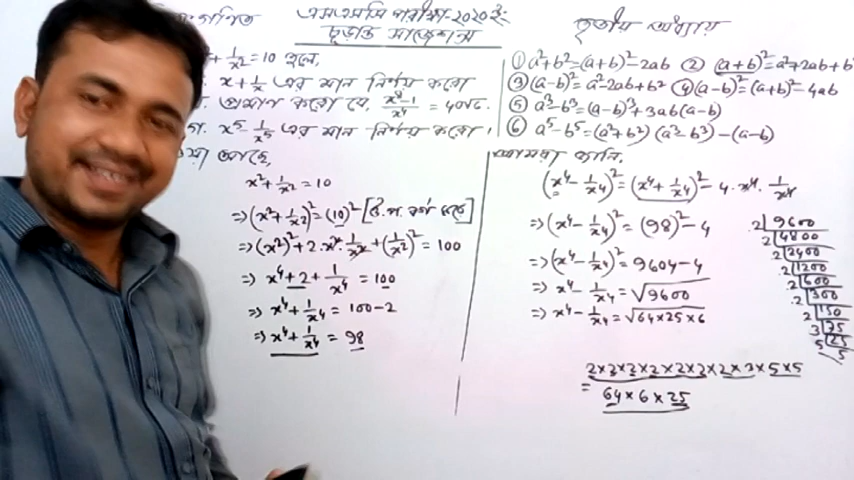 গণিত
এসএসসি পরীক্ষা-২০২০ ইং
চূড়ান্ত সাজেশন্স
তৃতীয় অধ্যায়
+ 1/x² = 10 হলে,
x + 1/x এর মান নির্ণয় করো
প্রমাণ করো যে, (x⁸-1)/x⁴ = 40√6.
গ. x⁵ - 1/x⁵ এর মান নির্ণয় করো।
① a²+b² = (a+b)² - 2ab ② (a+b)² = a²+2ab+b
③ (a-b)² = a²-2ab+b² ④ (a-b)² = (a+b)² - 4ab
⑤ a³-b³ = (a-b)³ + 3ab(a-b)
⑥ a⁵-b⁵ = (a²+b²)(a³-b³) - (a-b)
আছে,
x² + 1/x² = 10
⇒ (x² + 1/x²)² = (10)² [উ.প. বর্গ করে]
⇒ (x²)² + 2.x².1/x² + (1/x²)² = 100
⇒ x⁴ + 2 + 1/x⁴ = 100
⇒ x⁴ + 1/x⁴ = 100 - 2
⇒ x⁴ + 1/x⁴ = 98
আমরা জানি,
(x⁴ - 1/x⁴)² = (x⁴ + 1/x⁴)² - 4.x⁴.1/x⁴
⇒ (x⁴ - 1/x⁴)² = (98)² - 4
⇒ (x⁴ - 1/x⁴)² = 9604 - 4
⇒ x⁴ - 1/x⁴ = √9600
⇒ x⁴ - 1/x⁴ = √64×25×6
2 | 9600
2 | 4800
2 | 2400
2 | 1200
2 | 600
2 | 300
2 | 150
3 | 75
5 | 25
5
2×2×2×2×2×2×2×3×5×5
= 64×6×25